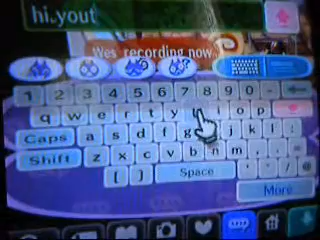 hi.yout
Wes recording now.
1 2 3 4 5 6 7 8 9 0 -
q w e r t y u i o p
Caps a s d f g j k l :
Shift z x c v b n m , .
[ ] Space ' / @
More